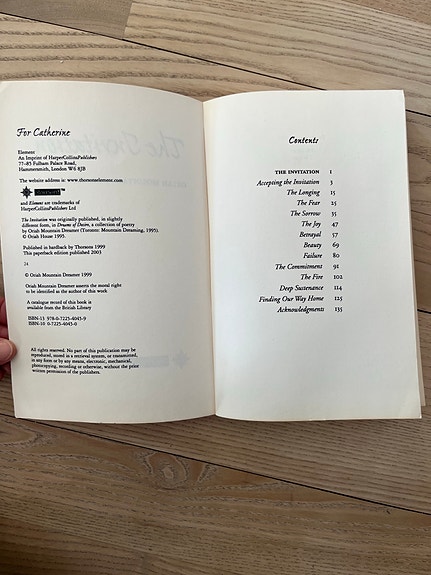 For Catherine
Element
An Imprint of HarperCollinsPublishers
77–85 Fulham Palace Road,
Hammersmith, London W6 8JB
The website address is: www.thorsonselement.com
and Element are trademarks of
HarperCollinsPublishers Ltd
The Invitation was originally published, in slightly
different form, in Dreams of Desire, a collection of poetry
by Oriah Mountain Dreamer (Toronto: Mountain Dreaming, 1995).
© Oriah House 1995.
Published in hardback by Thorsons 1999
This paperback edition published 2003
24
© Oriah Mountain Dreamer 1999
Oriah Mountain Dreamer asserts the moral right
to be identified as the author of this work
A catalogue record of this book is
available from the British Library
ISBN-13 978-0-7225-4045-9
ISBN-10 0-7225-4045-0
All rights reserved. No part of this publication may be
reproduced, stored in a retrieval system, or transmitted,
in any form or by any means, electronic, mechanical,
photocopying, recording or otherwise, without the prior
written permission of the publishers.
Contents
THE INVITATION 1
Accepting the Invitation 3
The Longing 15
The Fear 25
The Sorrow 35
The Joy 47
Betrayal 57
Beauty 69
Failure 80
The Commitment 91
The Fire 102
Deep Sustenance 114
Finding Our Way Home 125
Acknowledgments 135